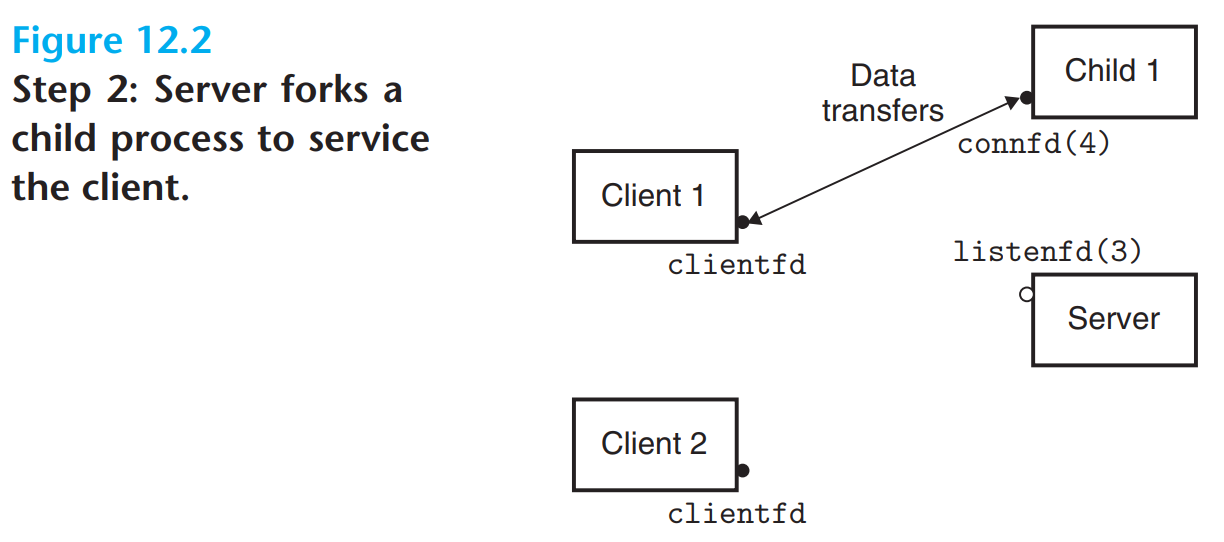 Figure 12.2
Step 2: Server forks a
child process to service
the client.
Data
transfers
Child 1
connfd(4)
Client 1
clientfd
listenfd(3)
Server
Client 2
clientfd